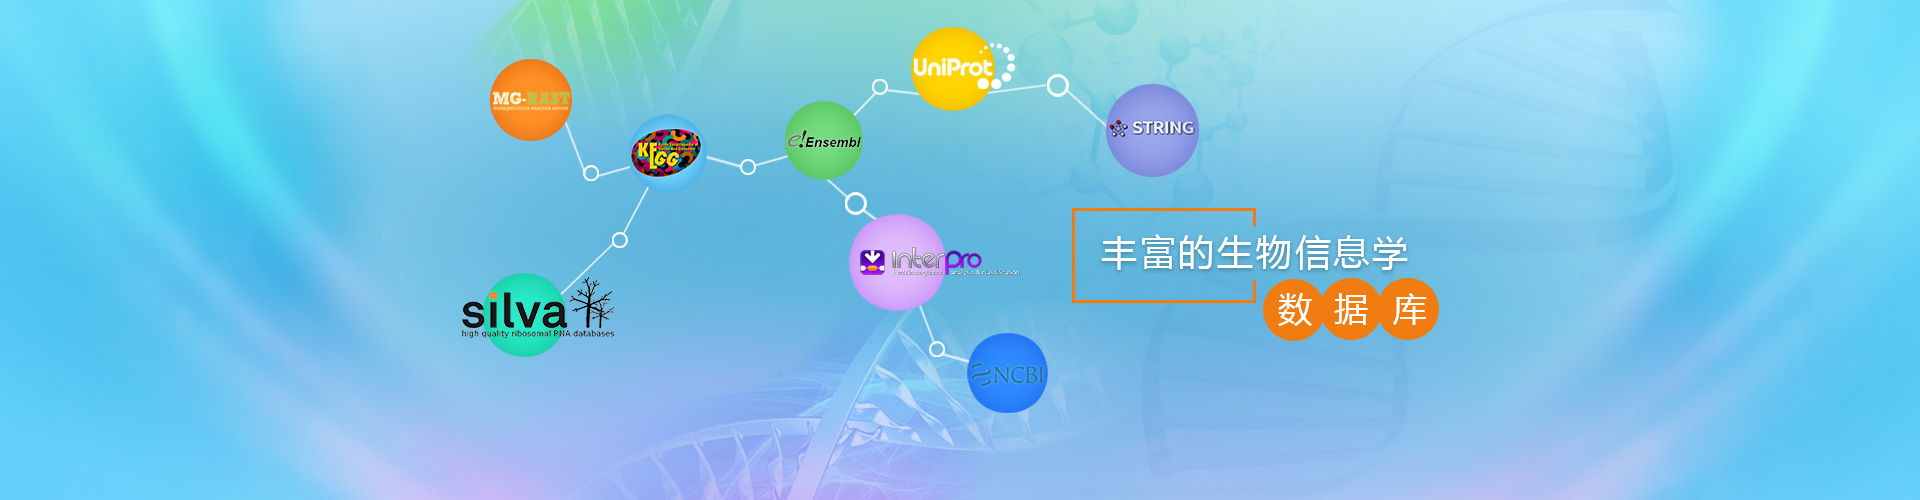 UniProt
MG-RAST
metagenomics analysis server
STRING
e!Ensembl
KEGG
丰富的生物信息学
InterPro
数据库
silva
high quality ribosomal RNA databases
NCBI